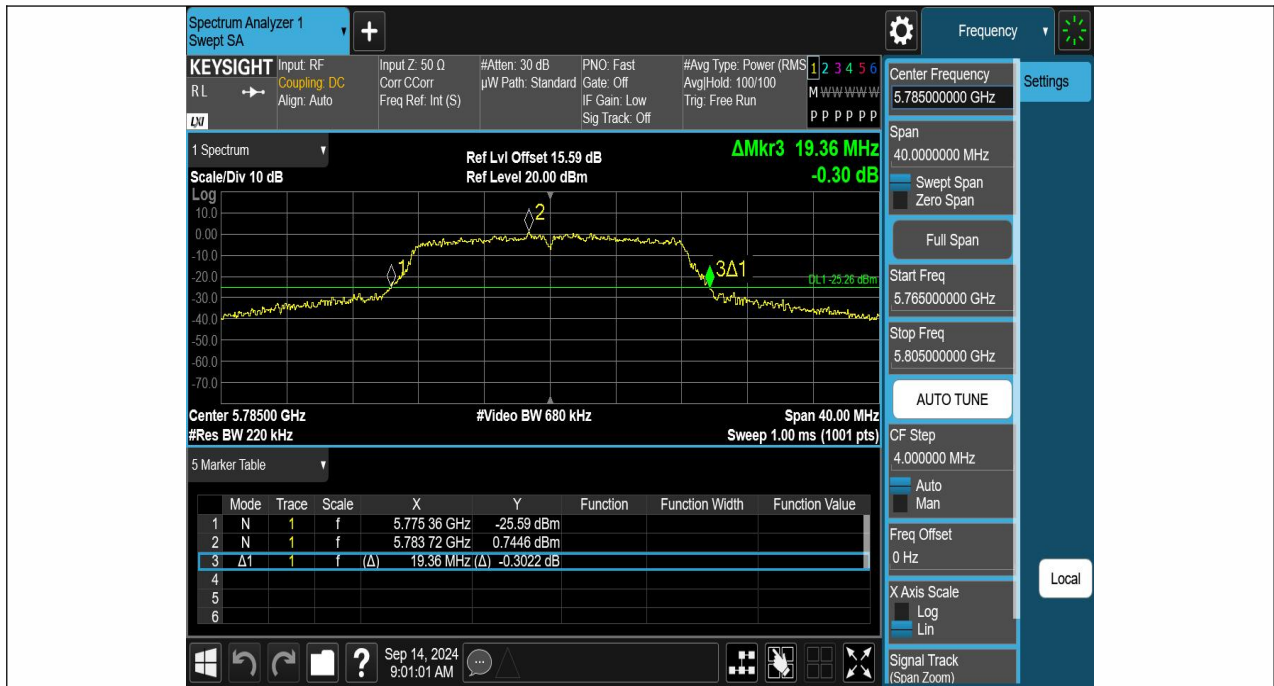 Spectrum Analyzer 1
Swept SA
+
Frequency
KEYSIGHT
RL
LXI
Input: RF
Coupling: DC
Align: Auto
Input Z: 50 Ω
Corr CCorr
Freq Ref: Int (S)
#Atten: 30 dB
µW Path: Standard
PNO: Fast
Gate: Off
IF Gain: Low
Sig Track: Off
#Avg Type: Power (RMS
Avg|Hold: 100/100
Trig: Free Run
1 2 3 4 5 6
M W W W W W
P P P P P P
1 Spectrum
Scale/Div 10 dB
Ref Lvl Offset 15.59 dB
Ref Level 20.00 dBm
ΔMkr3 19.36 MHz
-0.30 dB
Log
10.0
0.00
-10.0
-20.0
-30.0
-40.0
-50.0
-60.0
-70.0
2
1
3Δ1
DL1 -25.26 dBm
Center 5.78500 GHz
#Video BW 680 kHz
Span 40.00 MHz
#Res BW 220 kHz
Sweep 1.00 ms (1001 pts)
5 Marker Table
Mode Trace Scale X Y Function Function Width Function Value
1 N 1 f 5.775 36 GHz -25.59 dBm
2 N 1 f 5.783 72 GHz 0.7446 dBm
3 Δ1 1 f (Δ) 19.36 MHz (Δ) -0.3022 dB
4
5
6
?
Sep 14, 2024
9:01:01 AM
Center Frequency
5.785000000 GHz
Settings
Span
40.0000000 MHz
Swept Span
Zero Span
Full Span
Start Freq
5.765000000 GHz
Stop Freq
5.805000000 GHz
AUTO TUNE
CF Step
4.000000 MHz
Auto
Man
Freq Offset
0 Hz
Local
X Axis Scale
Log
Lin
Signal Track
(Span Zoom)